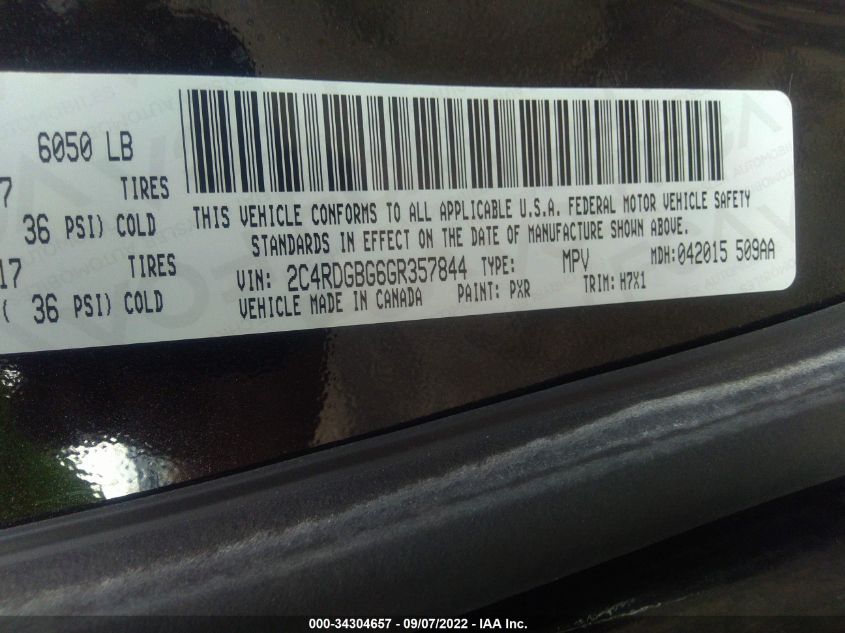 6050 LB
7 TIRES
36 PSI) COLD
17 TIRES
( 36 PSI) COLD
THIS VEHICLE CONFORMS TO ALL APPLICABLE U.S.A. FEDERAL MOTOR VEHICLE SAFETY
STANDARDS IN EFFECT ON THE DATE OF MANUFACTURE SHOWN ABOVE.
VIN: 2C4RDGBG6GR357844 TYPE: MPV MDH:042015 509AA
VEHICLE MADE IN CANADA PAINT: PXR TRIM: H7X1
000-34304657 - 09/07/2022 - IAA Inc.